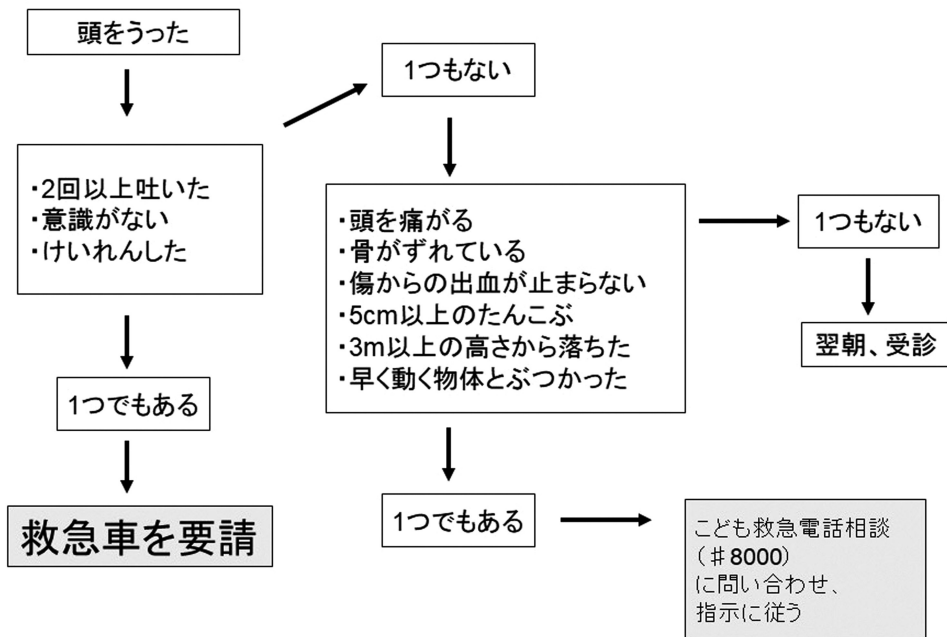 頭をうった
1つもない
・2回以上吐いた
・意識がない
・けいれんした
・頭を痛がる
・骨がずれている
・傷からの出血が止まらない
・5cm以上のたんこぶ
・3m以上の高さから落ちた
・早く動く物体とぶつかった
1つもない
翌朝、受診
1つでもある
救急車を要請
1つでもある
こども救急電話相談
(♯8000)
に問い合わせ、
指示に従う